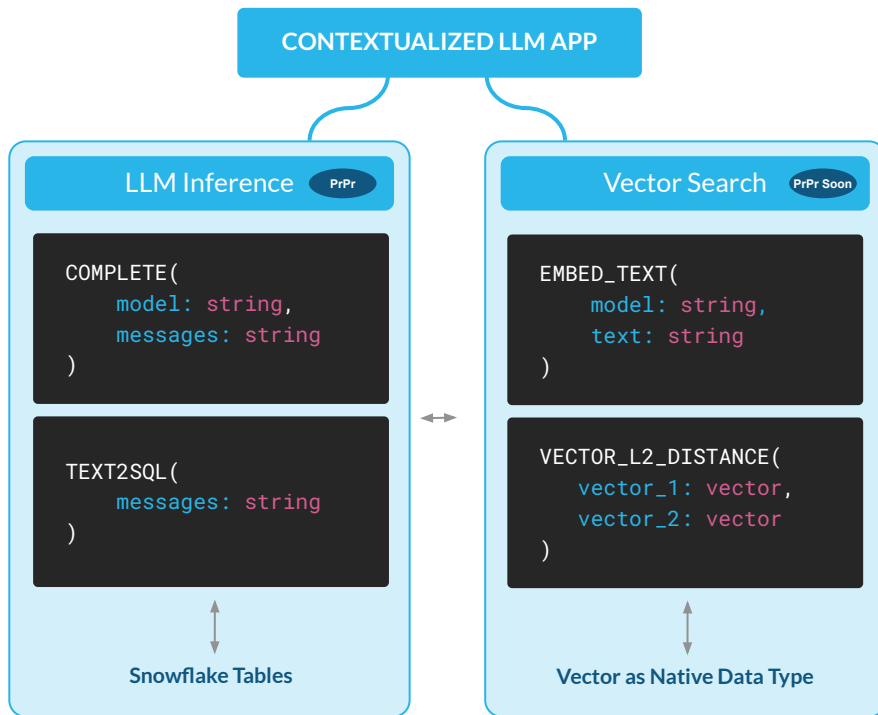 CONTEXTUALIZED LLM APP
LLM Inference PrPr
COMPLETE(
model: string,
messages: string
)
TEXT2SQL(
messages: string
)
Snowflake Tables
Vector Search PrPr Soon
EMBED_TEXT(
model: string,
text: string
)
VECTOR_L2_DISTANCE(
vector_1: vector,
vector_2: vector
)
Vector as Native Data Type